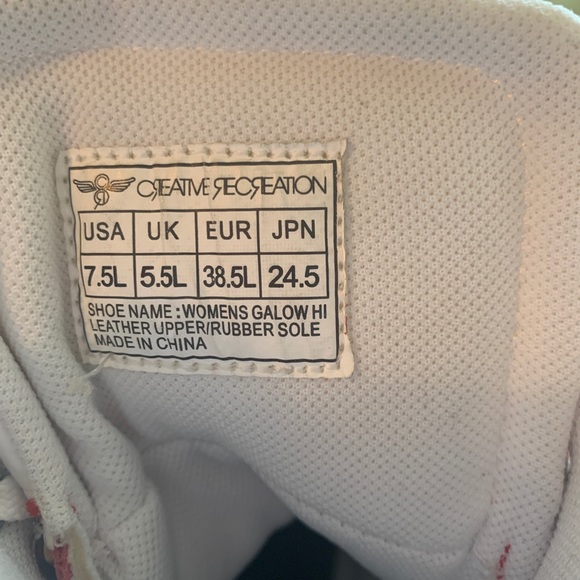 CREATIVE RECREATION
USA UK EUR JPN
7.5L 5.5L 38.5L 24.5
SHOE NAME : WOMENS GALOW HI
LEATHER UPPER/RUBBER SOLE
MADE IN CHINA